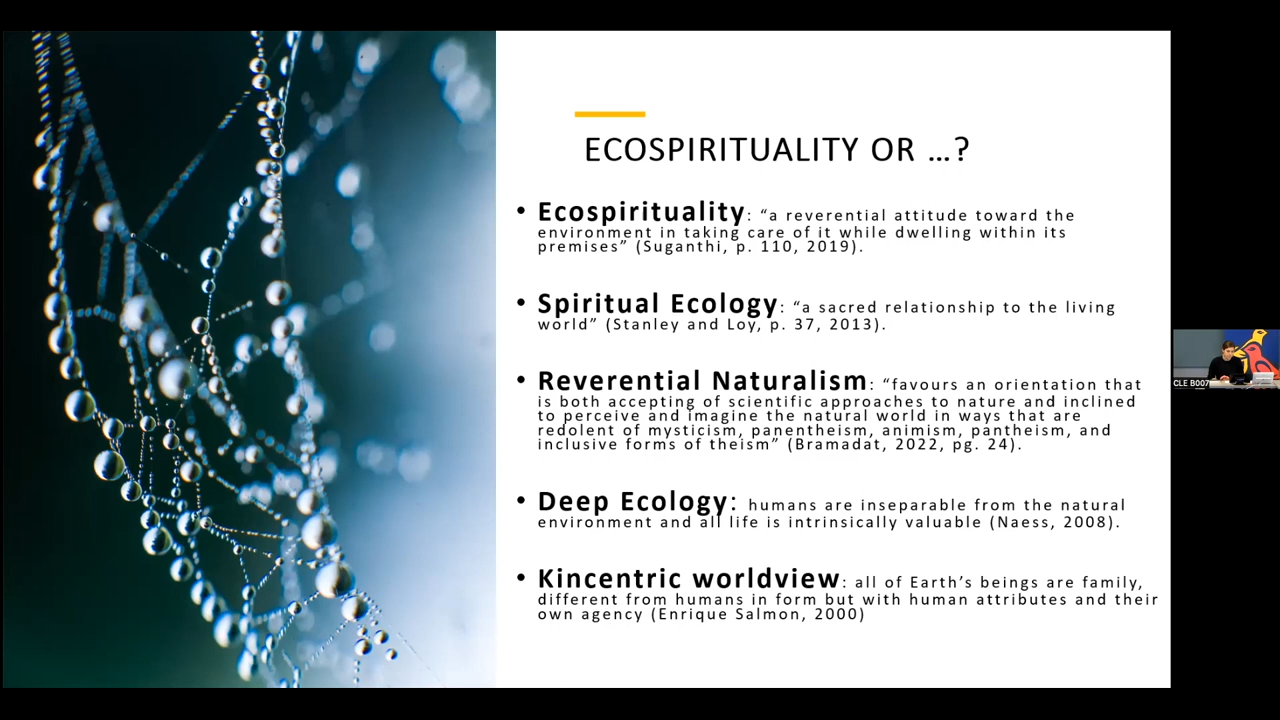 ECOSPIRITUALITY OR …?
• Ecospirituality: “a reverential attitude toward the
environment in taking care of it while dwelling within its
premises” (Suganthi, p. 110, 2019).
• Spiritual Ecology: “a sacred relationship to the living
world” (Stanley and Loy, p. 37, 2013).
• Reverential Naturalism: “favours an orientation that
is both accepting of scientific approaches to nature and inclined
to perceive and imagine the natural world in ways that are
redolent of mysticism, panentheism, animism, pantheism, and
inclusive forms of theism” (Bramadat, 2022, pg. 24).
• Deep Ecology: humans are inseparable from the natural
environment and all life is intrinsically valuable (Naess, 2008).
• Kincentric worldview: all of Earth’s beings are family,
different from humans in form but with human attributes and their
own agency (Enrique Salmon, 2000)
CLE B007